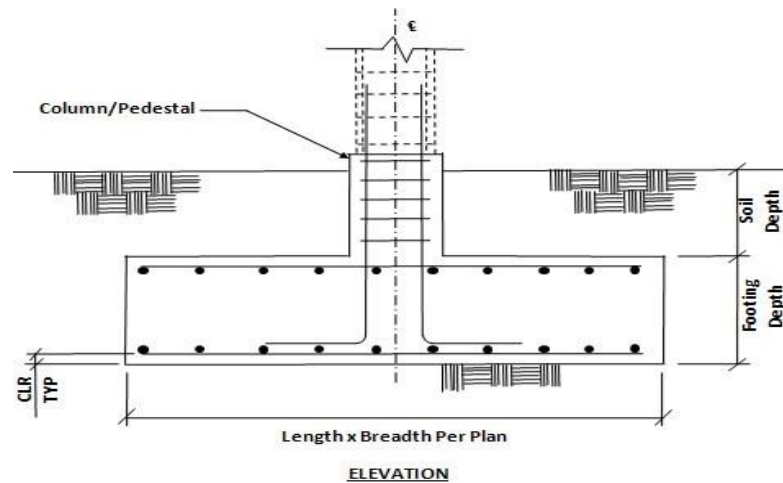 ℄
Column/Pedestal
Soil
Depth
Footing
Depth
CLR
TYP
Length x Breadth Per Plan
ELEVATION